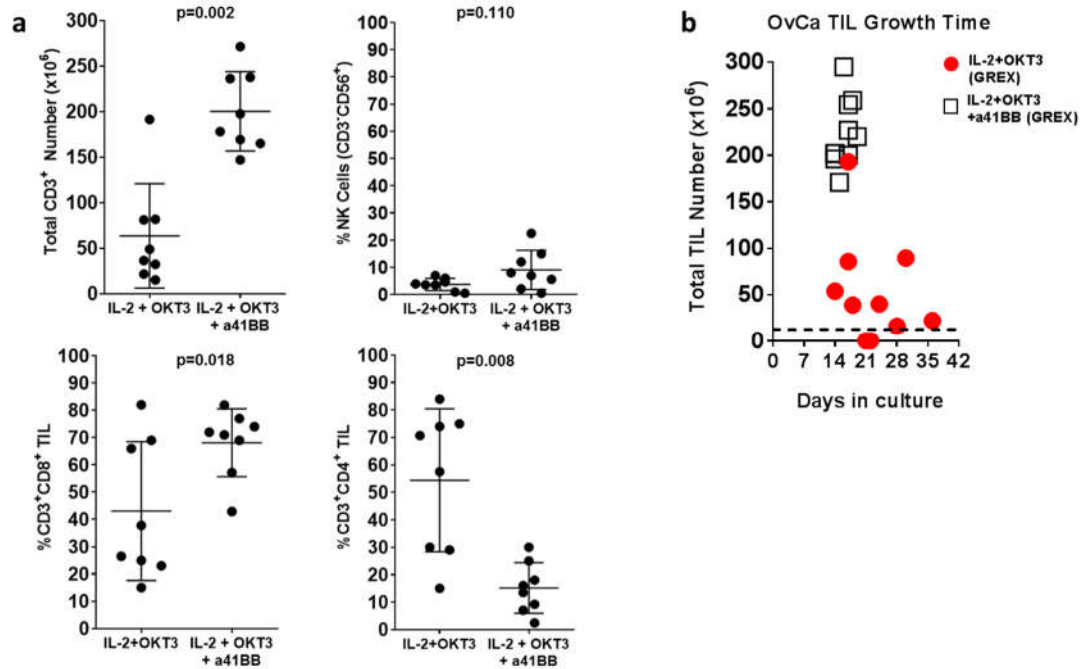 a
p=0.002
Total CD3⁺ Number (x10⁶)
300
250
200
150
100
50
0
IL-2 + OKT3
IL-2 + OKT3
+ a41BB
p=0.110
%NK Cells (CD3⁻CD56⁺)
100
90
80
70
60
50
40
30
20
10
0
IL-2+OKT3
IL-2 + OKT3
+ a41BB
p=0.018
%CD3⁺CD8⁺ TIL
100
90
80
70
60
50
40
30
20
10
0
IL-2+OKT3
IL-2 + OKT3
+ a41BB
p=0.008
%CD3⁺CD4⁺ TIL
100
90
80
70
60
50
40
30
20
10
0
IL-2+OKT3
IL-2 + OKT3
+ a41BB
b
OvCa TIL Growth Time
Total TIL Number (x10⁶)
300
250
200
150
100
50
0
0 7 14 21 28 35 42
Days in culture
IL-2+OKT3
(GREX)
IL-2+OKT3
+a41BB (GREX)